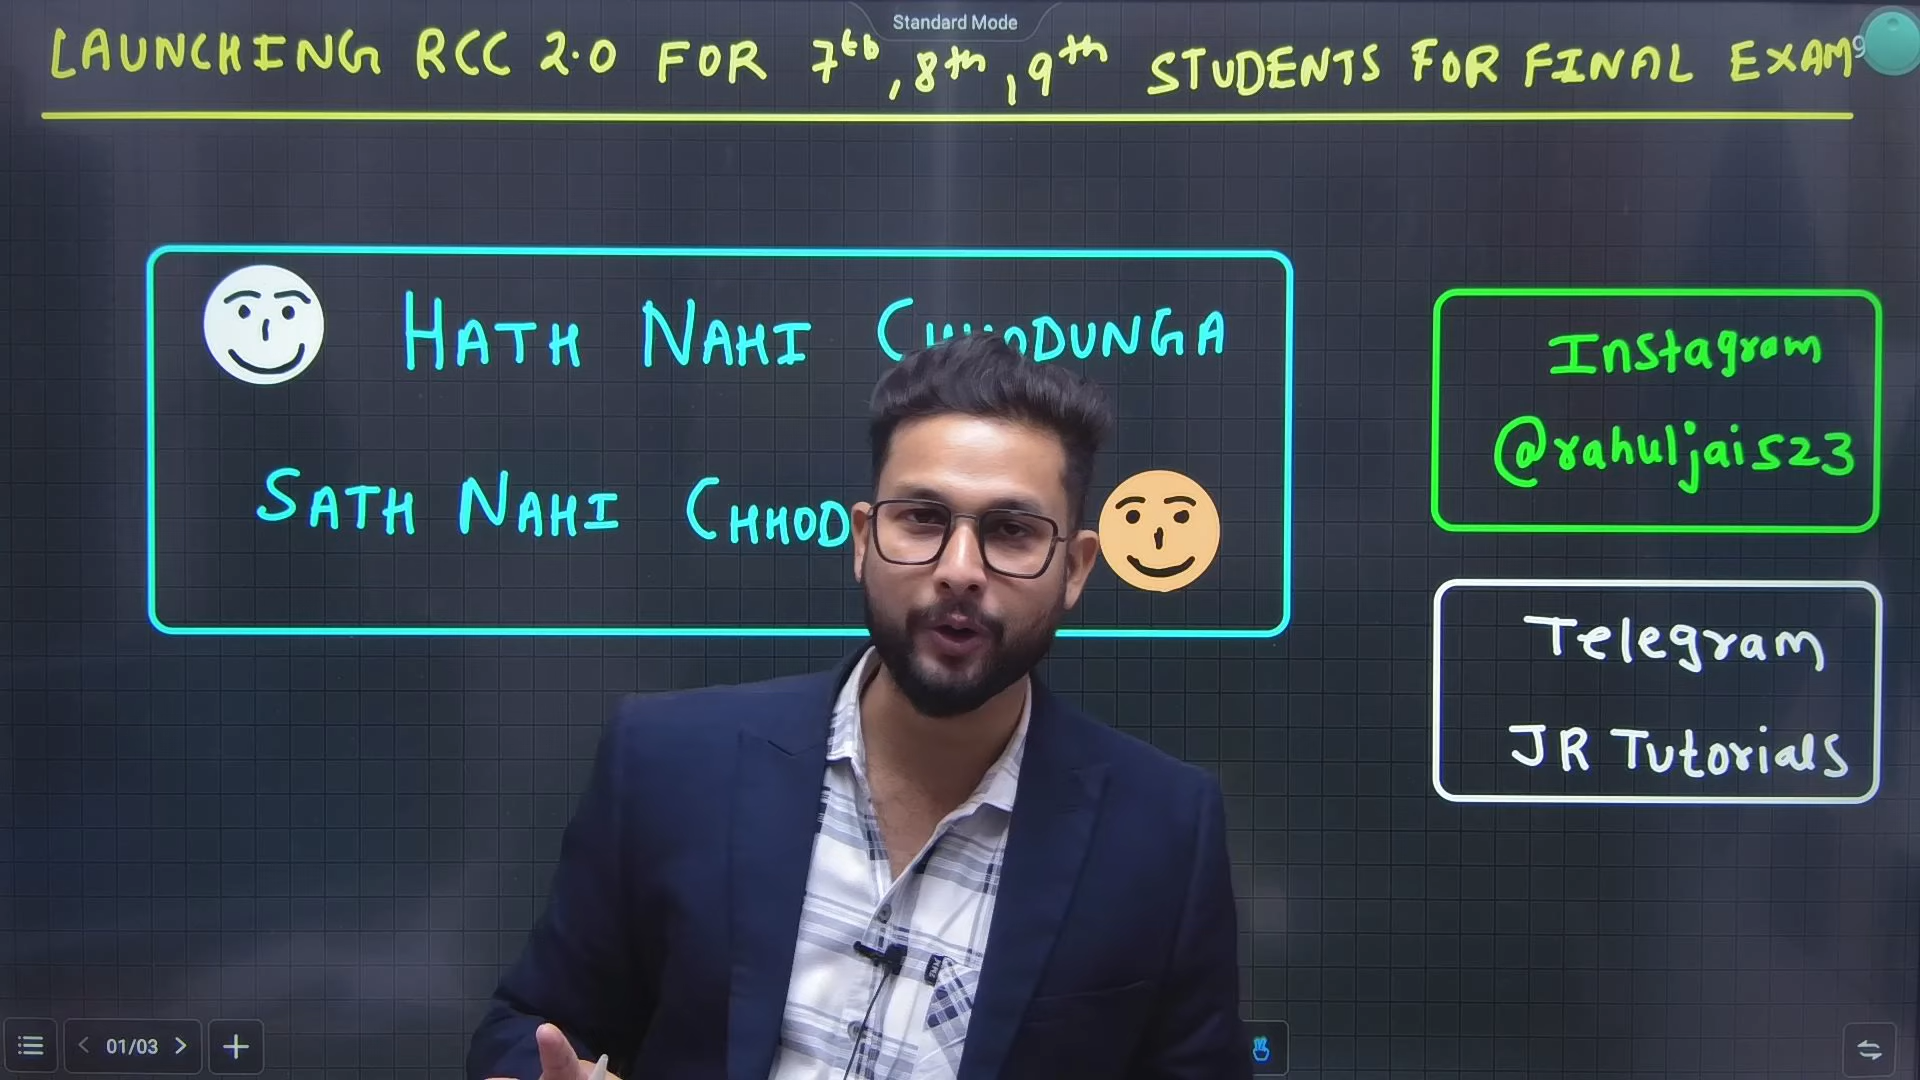 Standard Mode
LAUNCHING RCC 2.0 FOR 7th, 8th, 9th STUDENTS FOR FINAL EXAM
HATH NAHI
SATH NAHI
Instagram
@rahuljais23
Telegram
JR Tutorials
01/03